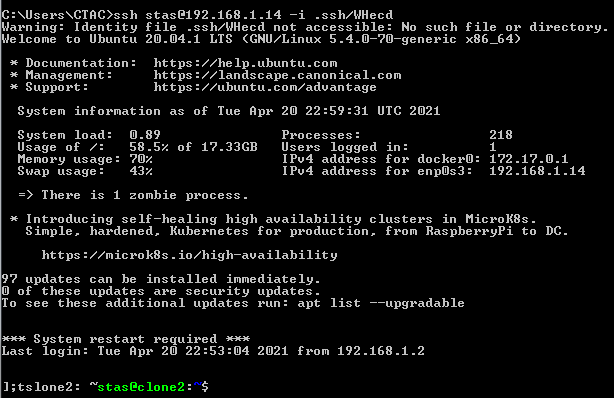 C:\Users\CTAC>ssh stas@192.168.1.14 -i .ssh/WHecd
Warning: Identity file .ssh/WHecd not accessible: No such file or directory.
Welcome to Ubuntu 20.04.1 LTS (GNU/Linux 5.4.0-70-generic x86_64)
* Documentation: https://help.ubuntu.com
* Management: https://landscape.canonical.com
* Support: https://ubuntu.com/advantage
System information as of Tue Apr 20 22:59:31 UTC 2021
System load: 0.89 Processes: 218
Usage of /: 58.5% of 17.33GB Users logged in: 1
Memory usage: 70% IPv4 address for docker0: 172.17.0.1
Swap usage: 43% IPv4 address for enp0s3: 192.168.1.14
=> There is 1 zombie process.
* Introducing self-healing high availability clusters in MicroK8s.
Simple, hardened, Kubernetes for production, from RaspberryPi to DC.
https://microk8s.io/high-availability
97 updates can be installed immediately.
0 of these updates are security updates.
To see these additional updates run: apt list --upgradable
*** System restart required ***
Last login: Tue Apr 20 22:53:04 2021 from 192.168.1.2
];tslone2: ~stas@clone2:~$